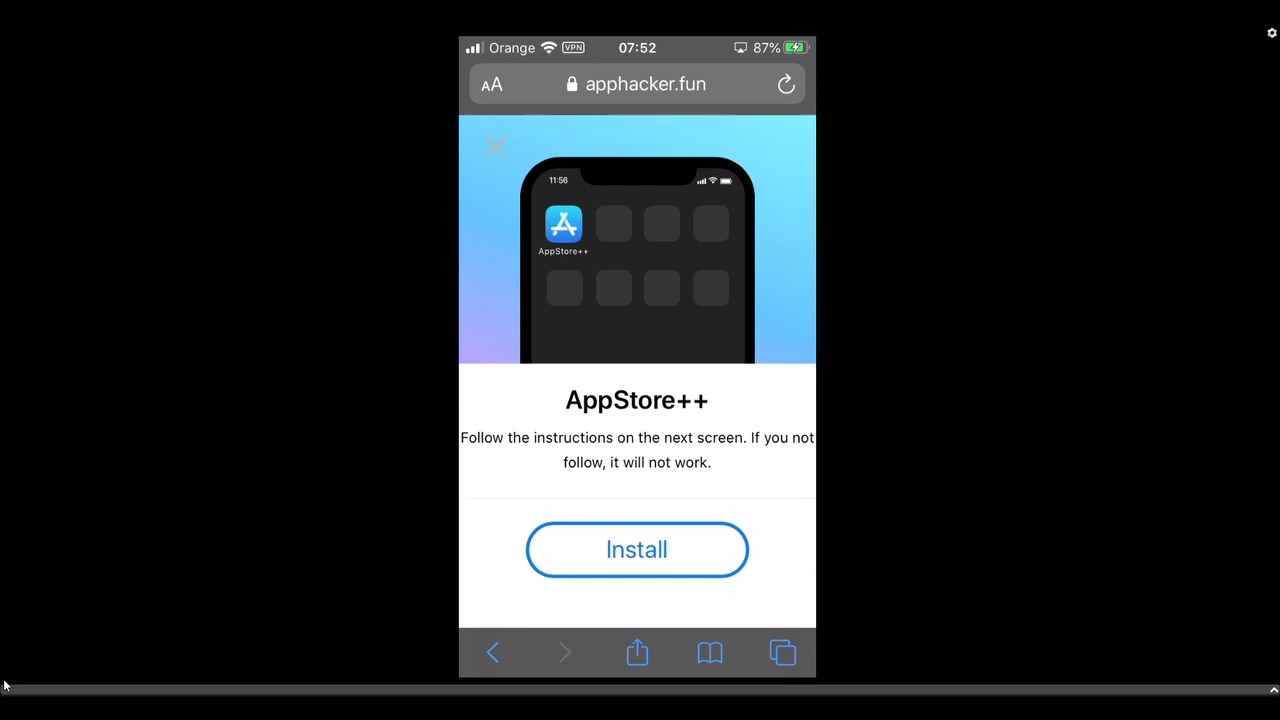 Orange VPN 07:52 87%
AA apphacker.fun
11:56
AppStore++
AppStore++
Follow the instructions on the next screen. If you not
follow, it will not work.
Install